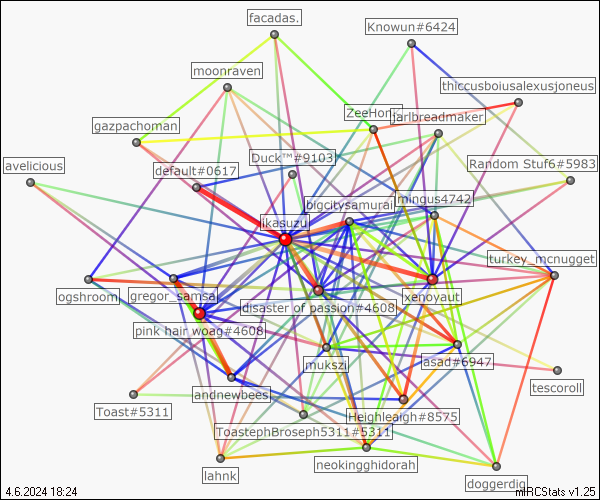 facadas.
Knowun#6424
moonraven
thiccusboiusalexusjoneus
ZeeHonk
jarlbreadmaker
gazpachoman
Duck™#9103
avelicious
default#0617
Random Stuf6#5983
bigcitysamurai
mingus4742
ikasuzu
turkey_mcnugget
ogshroom
gregor_samsa
disaster of passion#4608
xenoyaut
pink hair woag#4608
mukszi
asad#6947
tescoroll
andnewbees
Toast#5311
Heighleaigh#8575
ToastephBroseph5311#5311
lahnk
neokingghidorah
doggerdig
4.6.2024 18:24
mIRCStats v1.25